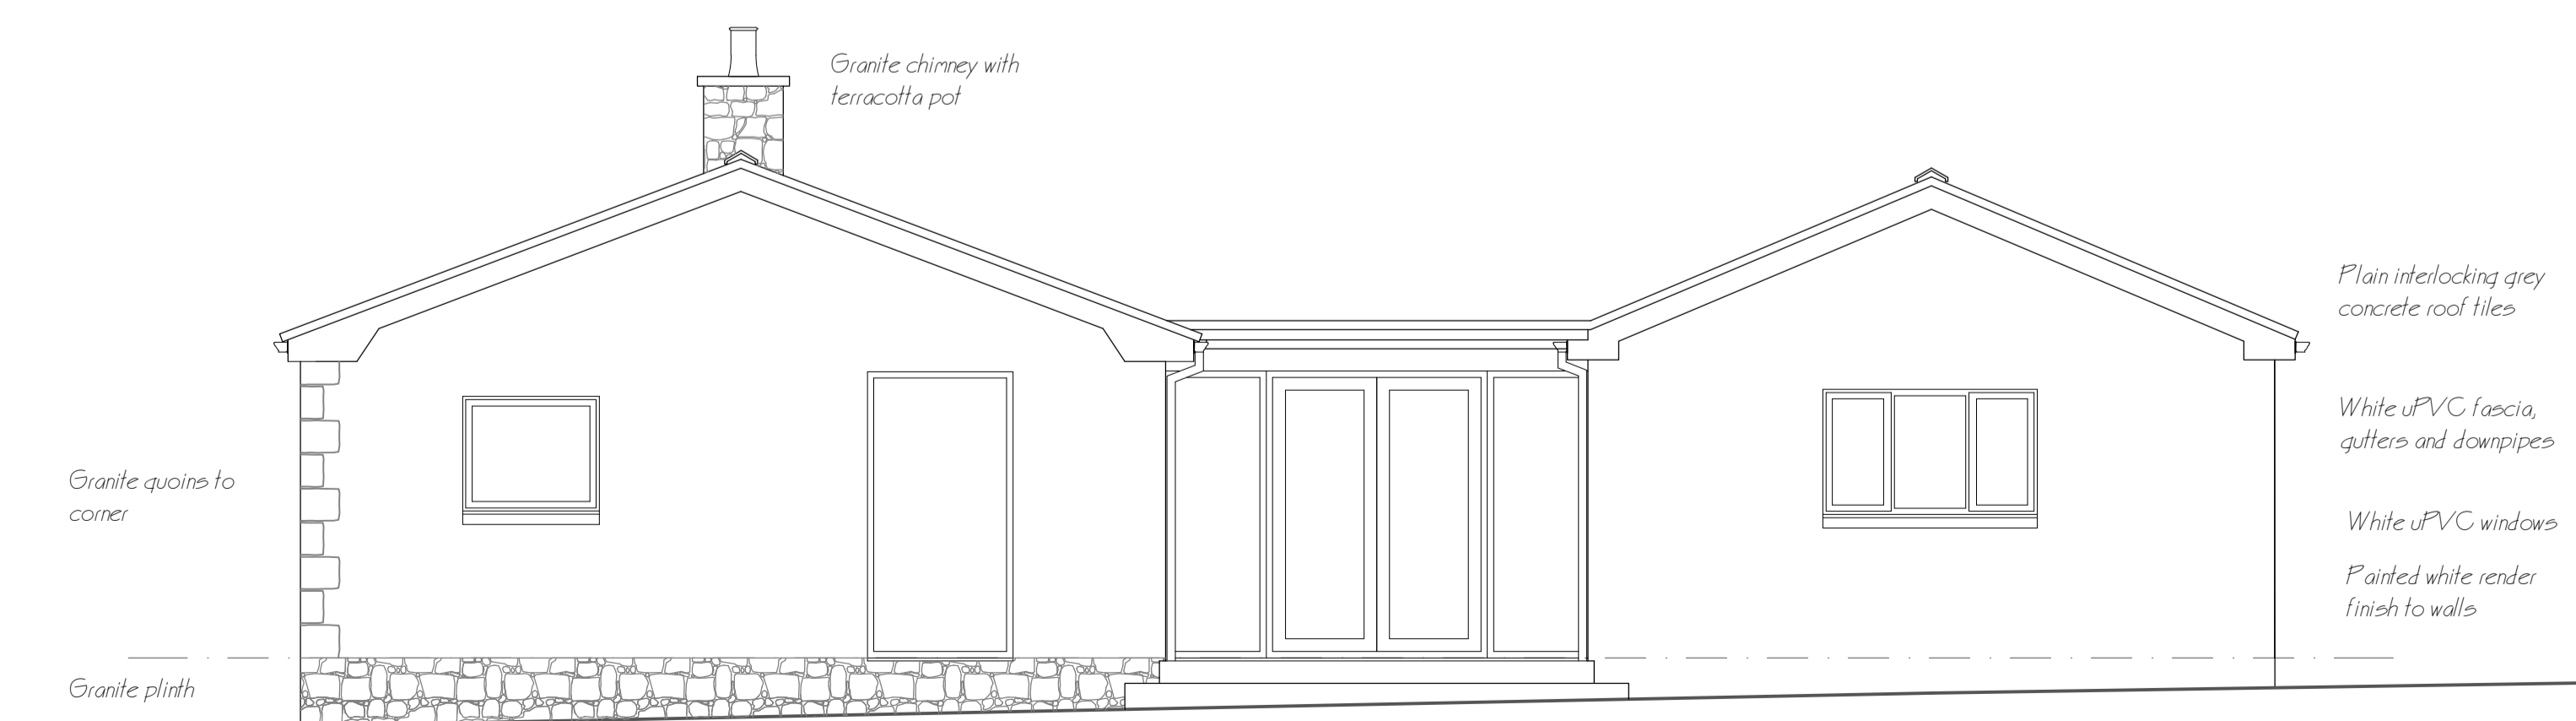 Granite chimney with
terracotta pot
Plain interlocking grey
concrete roof tiles
White uPVC fascia,
gutters and downpipes
Granite quoins to
corner
White uPVC windows
Painted white render
finish to walls
Granite plinth